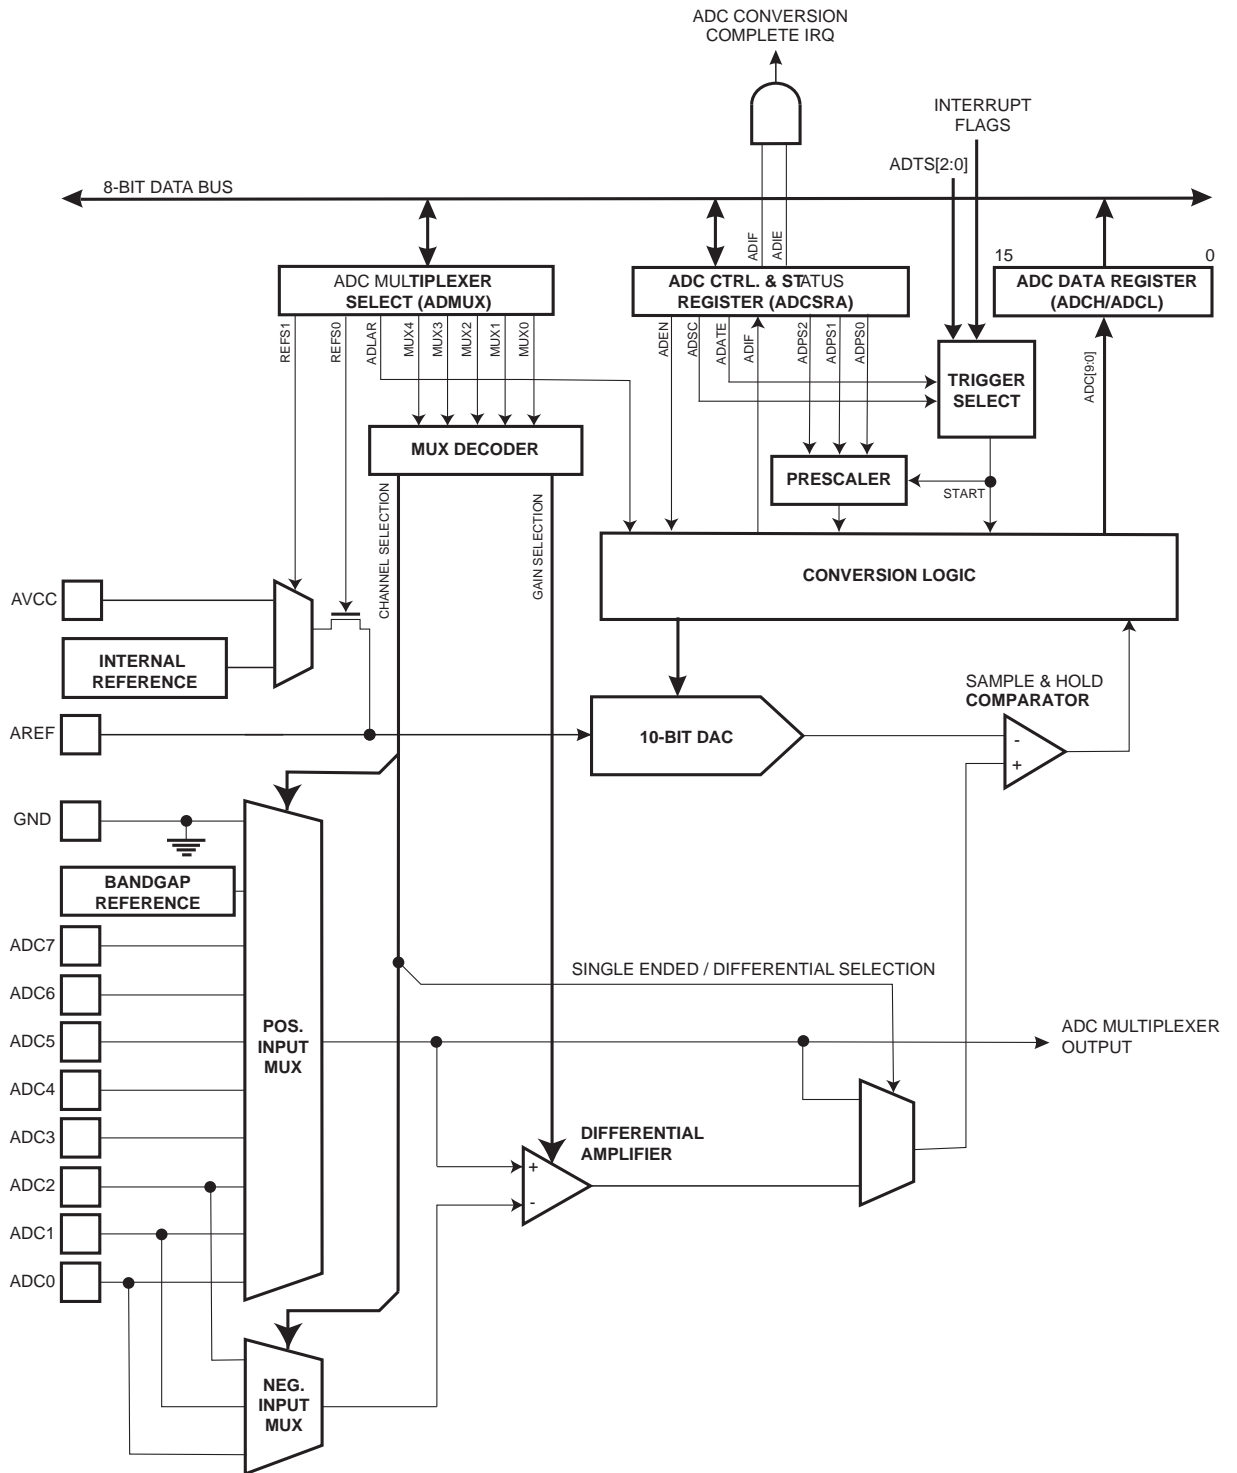 ADC CONVERSION
COMPLETE IRQ
INTERRUPT
FLAGS
ADTS[2:0]
8-BIT DATA BUS
ADIF
ADIE
15
0
ADC MULTIPLEXER
SELECT (ADMUX)
ADC CTRL. & STATUS
REGISTER (ADCSRA)
ADC DATA REGISTER
(ADCH/ADCL)
REFS1
REFS0
ADLAR
MUX4
MUX3
MUX2
MUX1
MUX0
ADEN
ADSC
ADATE
ADIF
ADPS2
ADPS1
ADPS0
ADC[9:0]
TRIGGER
SELECT
MUX DECODER
PRESCALER
START
CHANNEL SELECTION
GAIN SELECTION
CONVERSION LOGIC
AVCC
INTERNAL
REFERENCE
SAMPLE & HOLD
COMPARATOR
AREF
10-BIT DAC
-
+
GND
BANDGAP
REFERENCE
ADC7
ADC6
ADC5
ADC4
ADC3
ADC2
ADC1
ADC0
SINGLE ENDED / DIFFERENTIAL SELECTION
POS.
INPUT
MUX
ADC MULTIPLEXER
OUTPUT
DIFFERENTIAL
AMPLIFIER
+
-
NEG.
INPUT
MUX